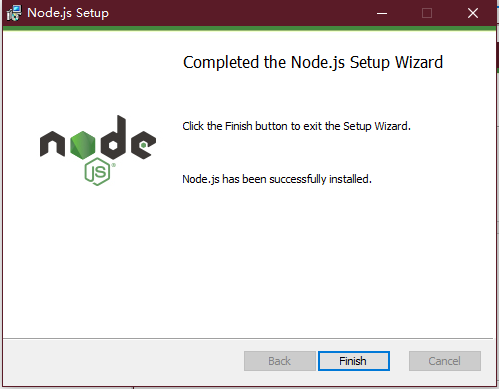 Node.js Setup
Completed the Node.js Setup Wizard
node
JS
Click the Finish button to exit the Setup Wizard.
Node.js has been successfully installed.
Back
Finish
Cancel